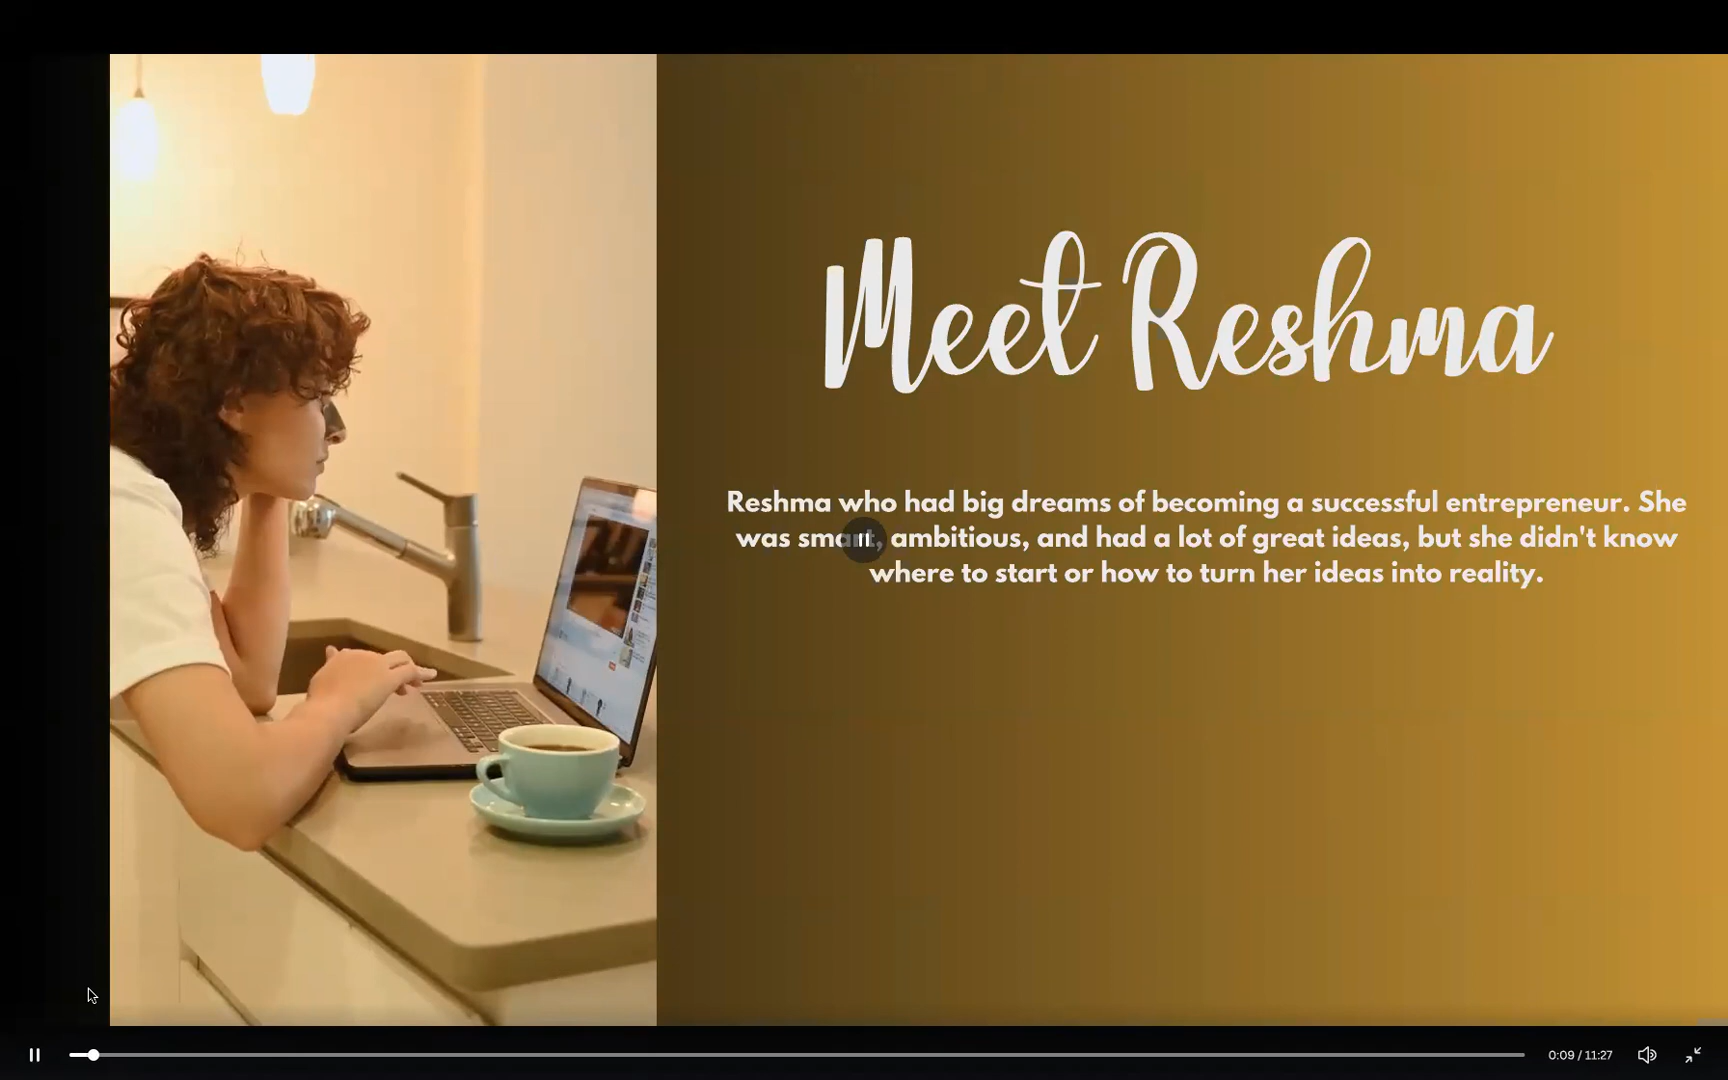 Meet Reshma
Reshma who had big dreams of becoming a successful entrepreneur. She
was smart, ambitious, and had a lot of great ideas, but she didn't know
where to start or how to turn her ideas into reality.
0:09 / 11:27